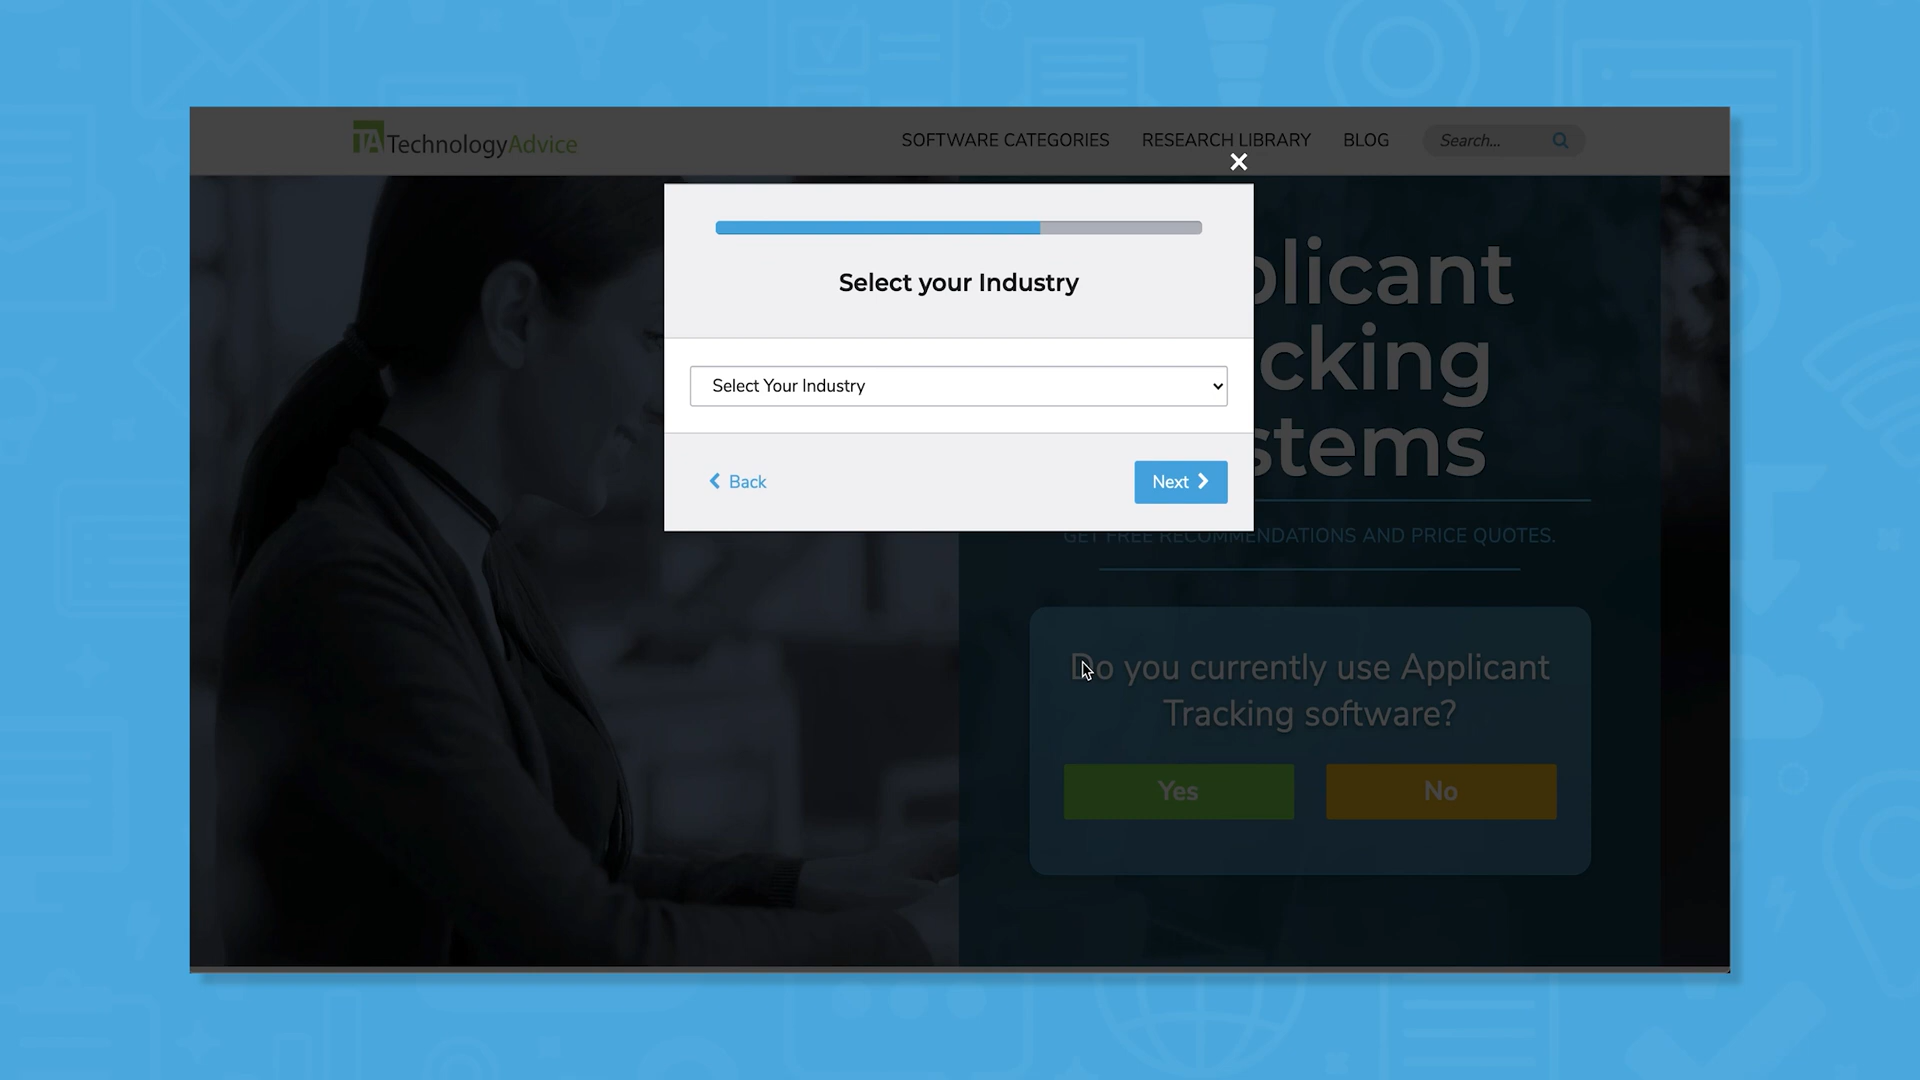 TA TechnologyAdvice
SOFTWARE CATEGORIES RESEARCH LIBRARY BLOG Search...
Select your Industry
Select Your Industry
Back
Next
plicant
cking
stems
GET FREE RECOMMENDATIONS AND PRICE QUOTES.
Do you currently use Applicant
Tracking software?
Yes
No